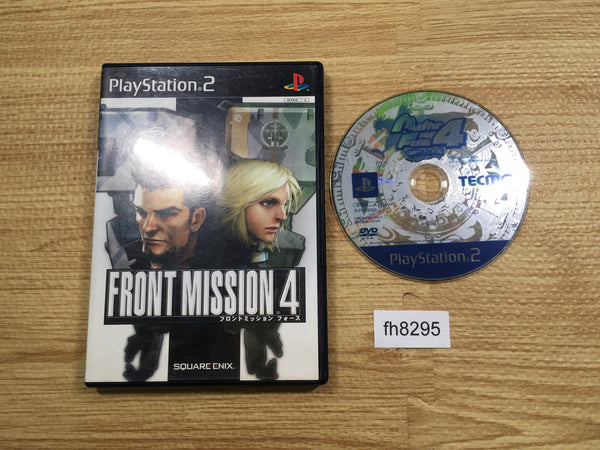 PlayStation 2
FRONT MISSION 4
フロントミッション フォース
SQUARE ENIX
4
TECMO
DVD
PlayStation 2
fh8295